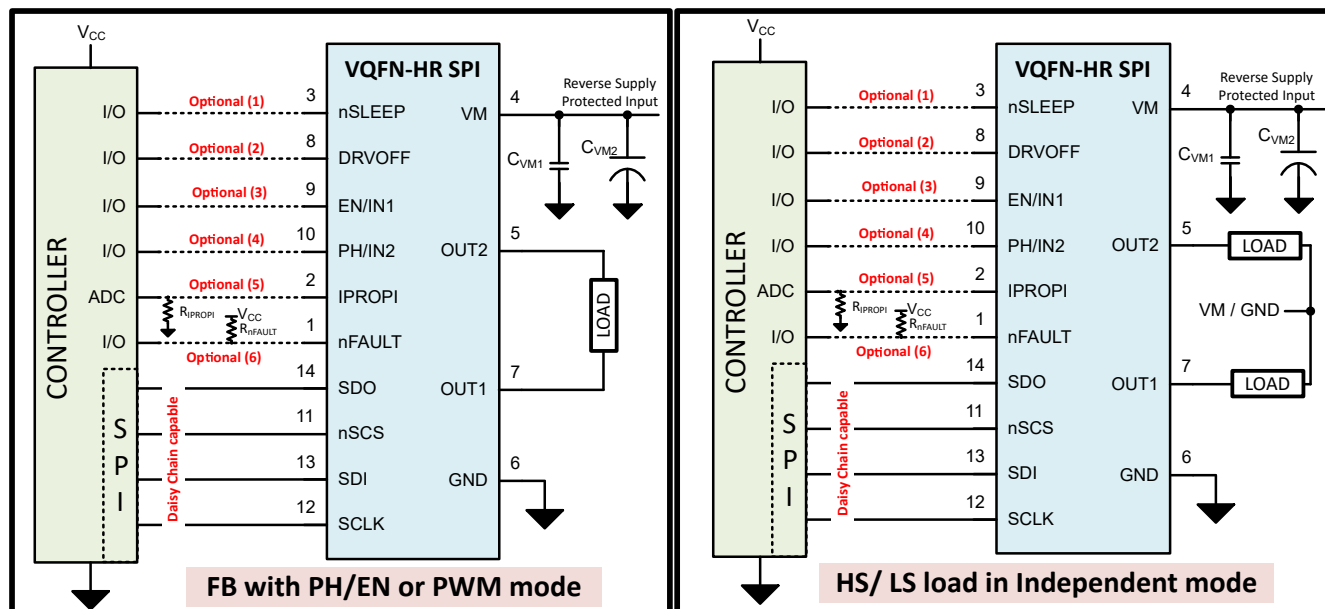 VCC
CONTROLLER
I/O
Optional (1)
3
I/O
Optional (2)
8
I/O
Optional (3)
9
I/O
Optional (4)
10
ADC
Optional (5)
2
RIPROPI
VCC
RnFAULT
I/O
1
Optional (6)
SPI
Daisy Chain capable
14
11
13
12
VQFN-HR SPI
nSLEEP
DRVOFF
EN/IN1
PH/IN2
IPROPI
nFAULT
SDO
nSCS
SDI
SCLK
VM
4
Reverse Supply
Protected Input
CVM1
CVM2
OUT2
5
LOAD
OUT1
7
GND
6
FB with PH/EN or PWM mode
VCC
CONTROLLER
I/O
Optional (1)
3
I/O
Optional (2)
8
I/O
Optional (3)
9
I/O
Optional (4)
10
ADC
Optional (5)
2
RIPROPI
VCC
RnFAULT
I/O
1
Optional (6)
SPI
Daisy Chain capable
14
11
13
12
VQFN-HR SPI
nSLEEP
DRVOFF
EN/IN1
PH/IN2
IPROPI
nFAULT
SDO
nSCS
SDI
SCLK
VM
4
Reverse Supply
Protected Input
CVM1
CVM2
OUT2
5
LOAD
VM / GND
OUT1
7
LOAD
GND
6
HS/ LS load in Independent mode